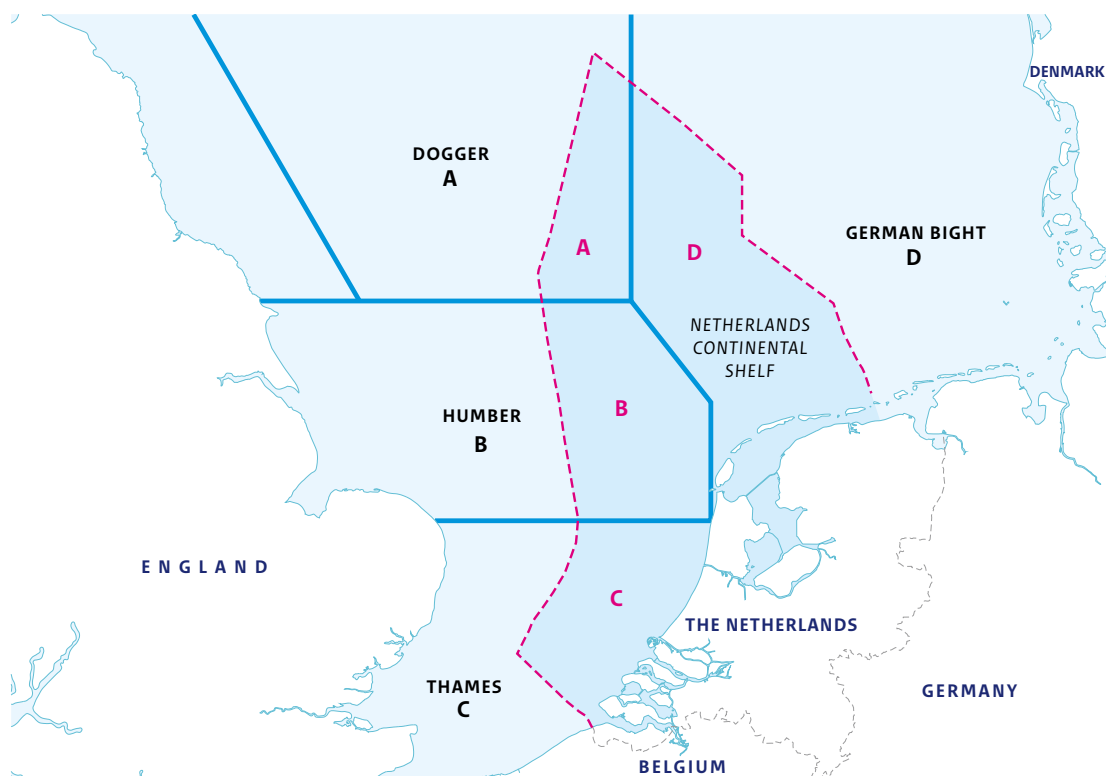 DENMARK
DOGGER
A
GERMAN BIGHT
D
A
D
NETHERLANDS
CONTINENTAL
SHELF
HUMBER
B
B
ENGLAND
C
THE NETHERLANDS
THAMES
C
GERMANY
BELGIUM